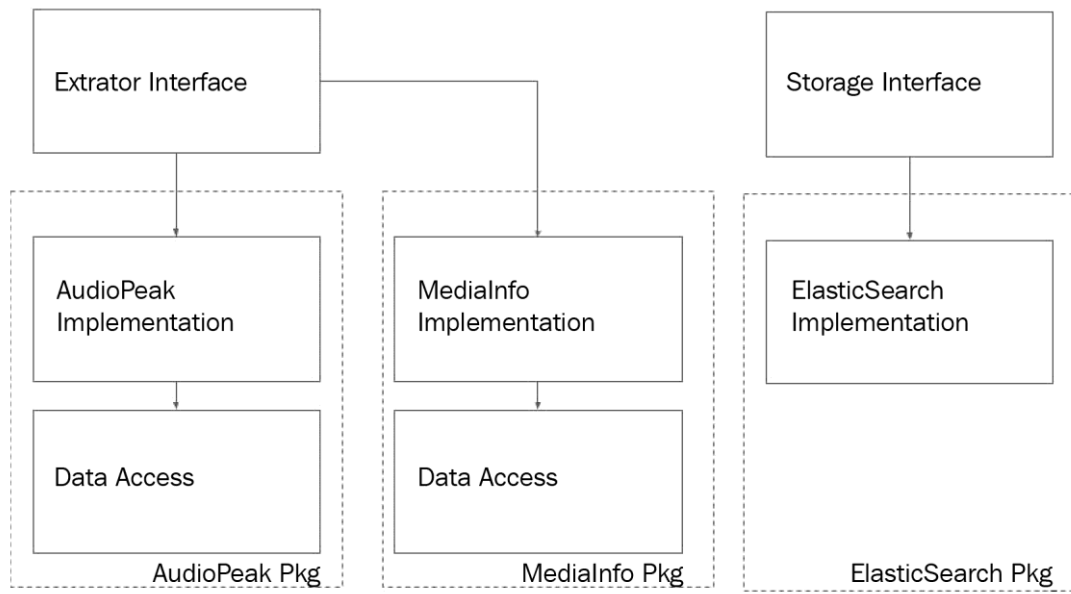 Extrator Interface
Storage Interface
AudioPeak
Implementation
MediaInfo
Implementation
ElasticSearch
Implementation
Data Access
Data Access
AudioPeak Pkg
MediaInfo Pkg
ElasticSearch Pkg